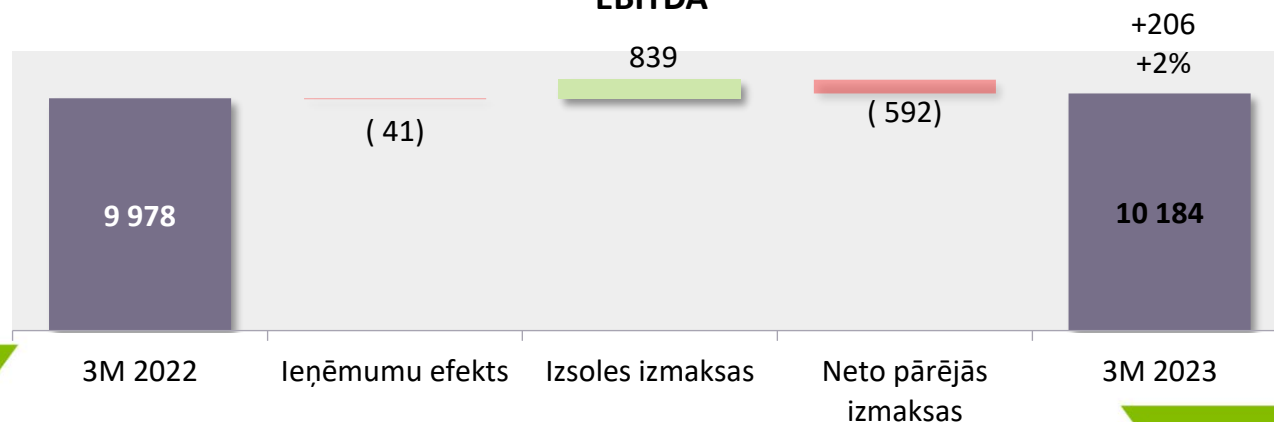 EBITDA
+206
+2%
839
( 41)
( 592)
9 978
10 184
3M 2022
Ieņēmumu efekts
Izsoles izmaksas
Neto pārējās
izmaksas
3M 2023